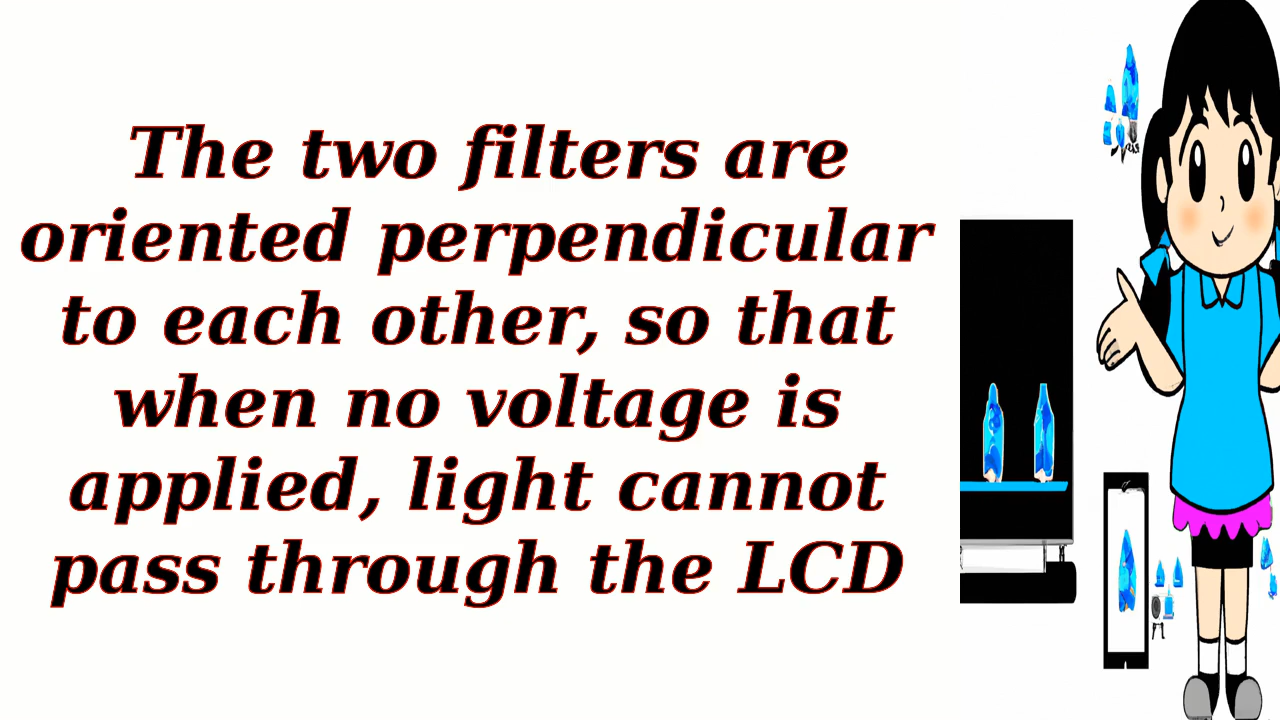 The two filters are
oriented perpendicular
to each other, so that
when no voltage is
applied, light cannot
pass through the LCD